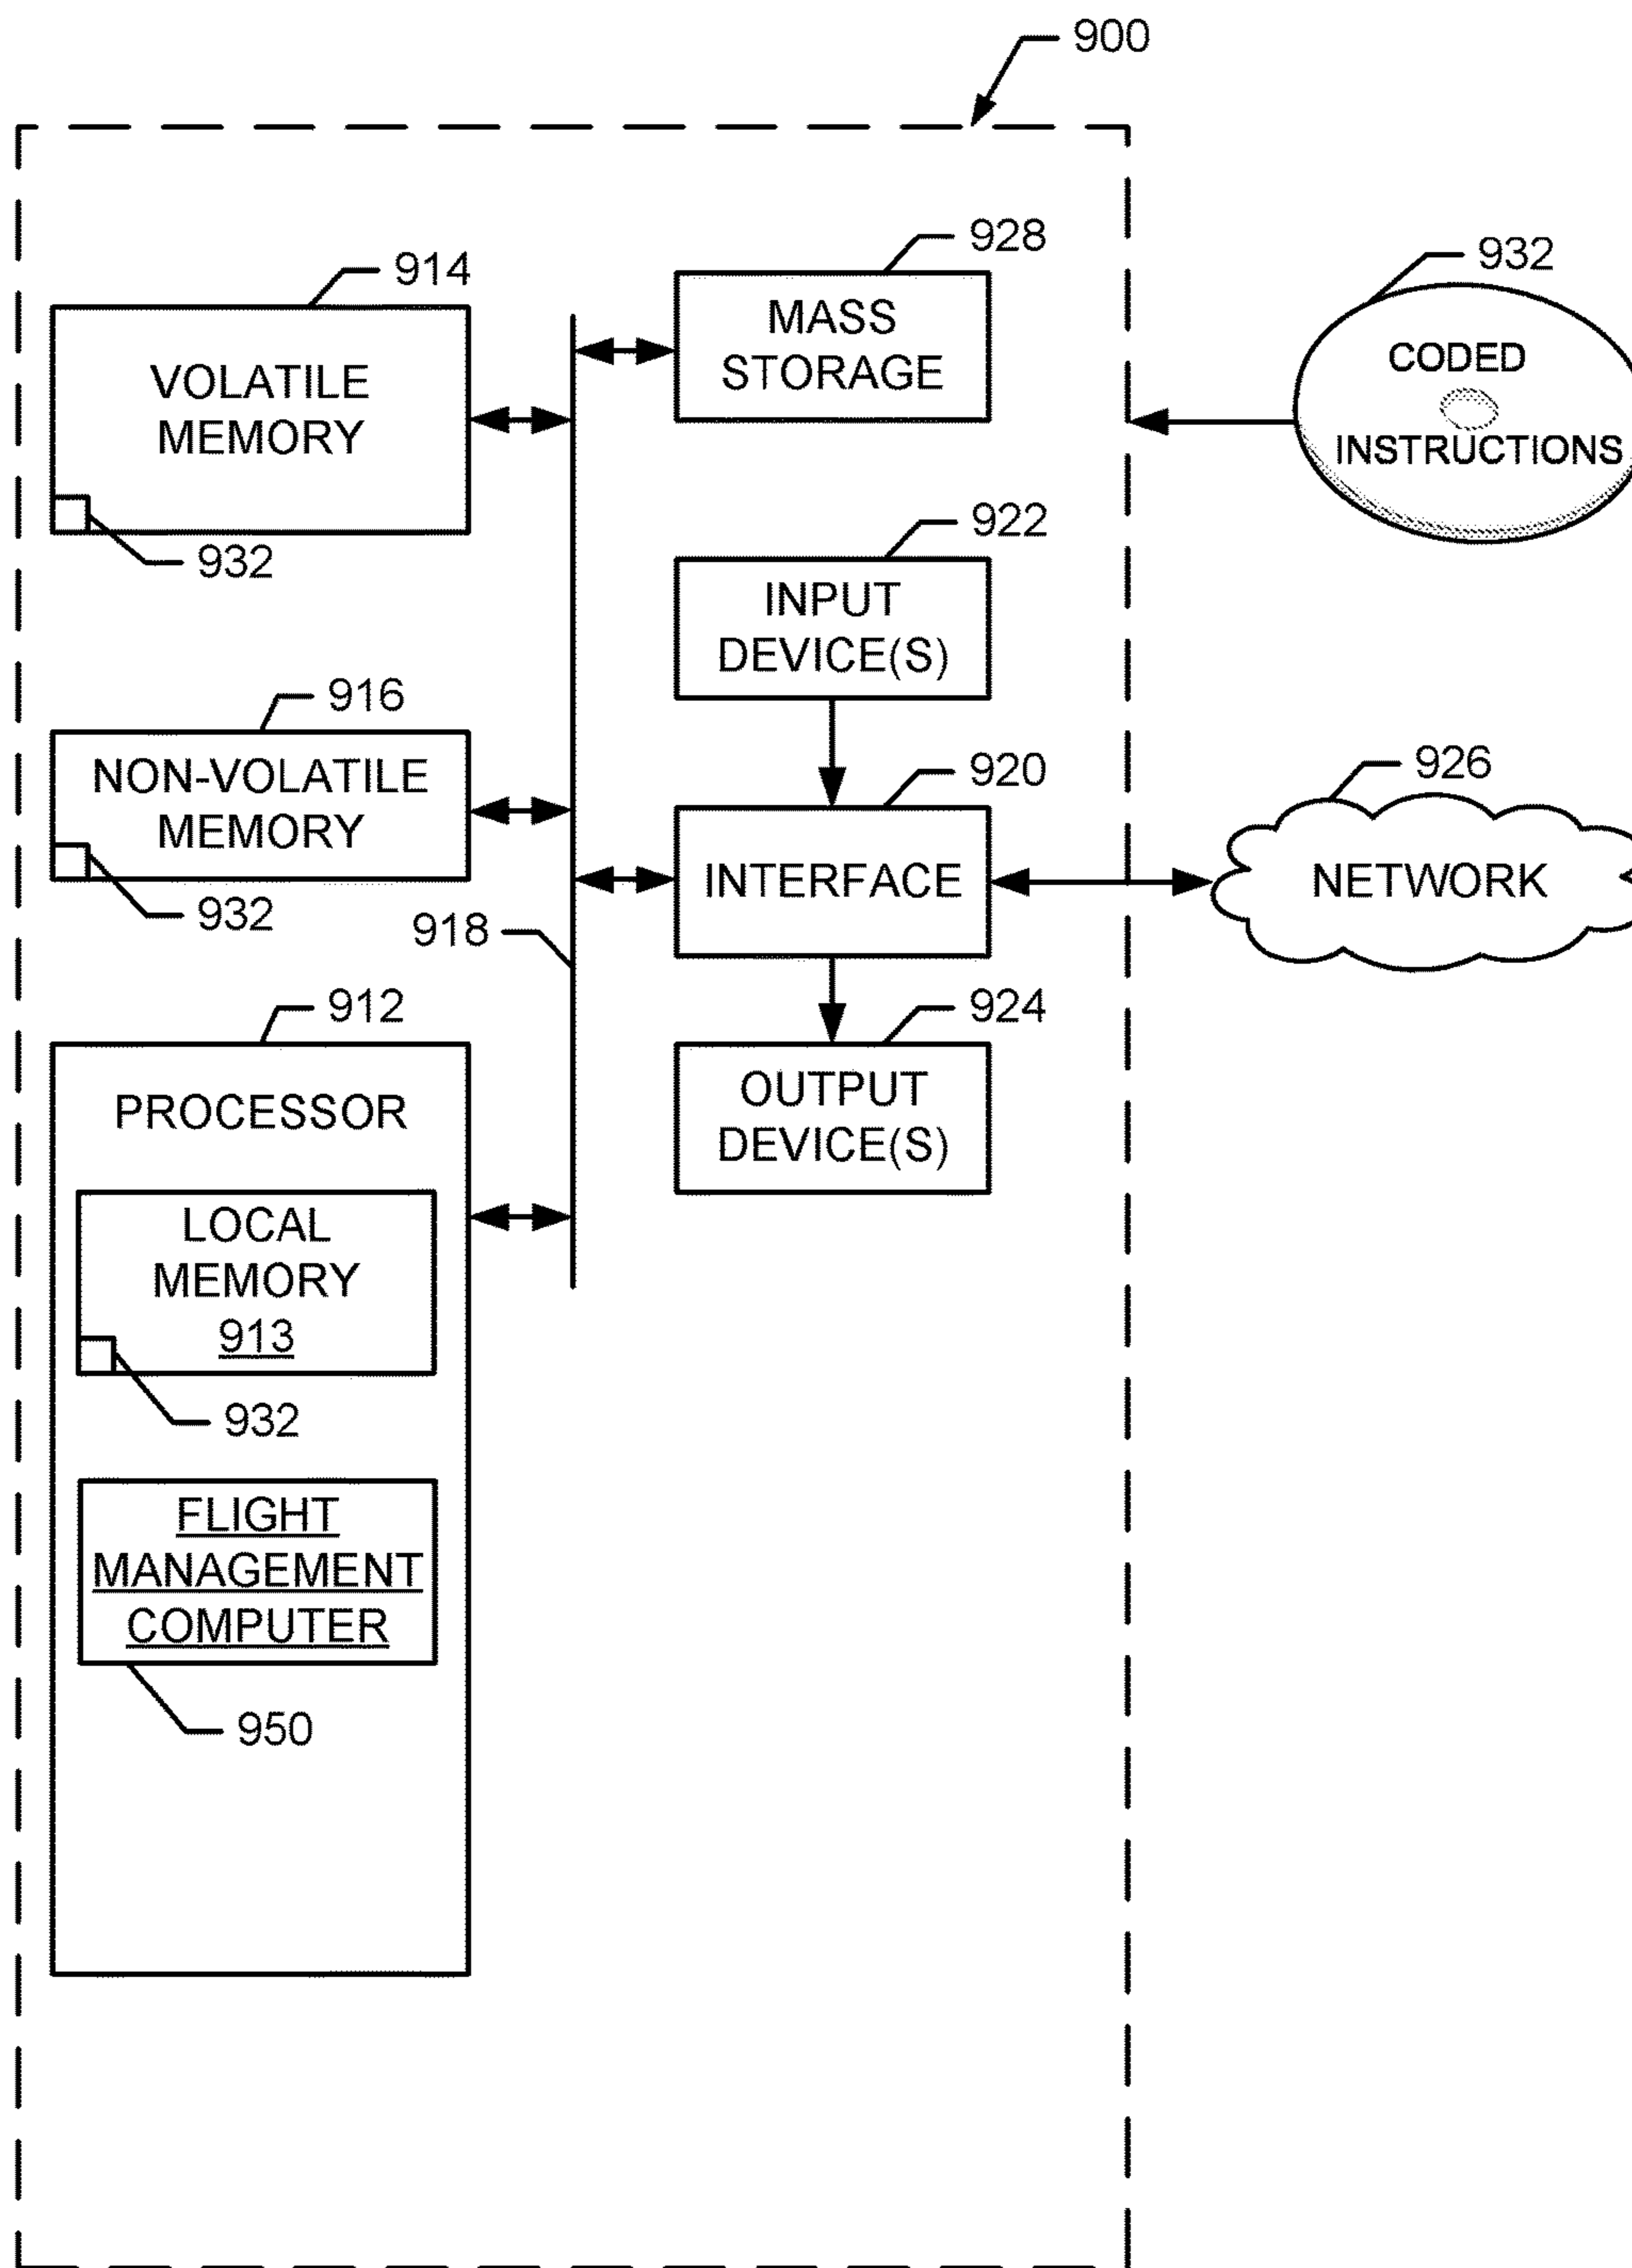 900
928
MASS
STORAGE
914
VOLATILE
MEMORY
932
932
CODED
INSTRUCTIONS
922
INPUT
DEVICE(S)
916
NON-VOLATILE
MEMORY
932
920
INTERFACE
926
NETWORK
918
912
PROCESSOR
924
OUTPUT
DEVICE(S)
LOCAL
MEMORY
913
932
FLIGHT
MANAGEMENT
COMPUTER
950